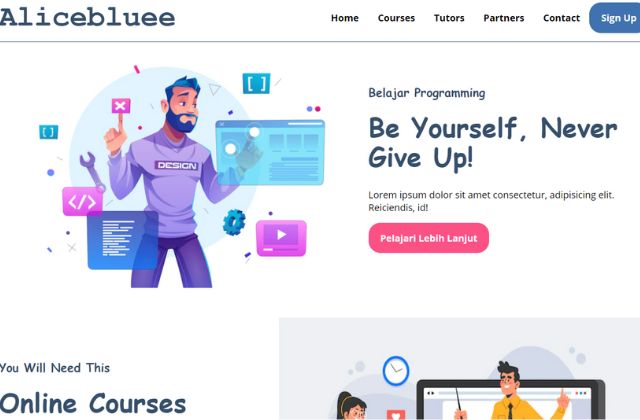 Alicebluee
Home Courses Tutors Partners Contact Sign Up
Belajar Programming
Be Yourself, Never
Give Up!
Lorem ipsum dolor sit amet consectetur, adipisicing elit.
Reiciendis, id!
Pelajari Lebih Lanjut
DESIGN
[ ]
[ ]
</>
You Will Need This
Online Courses